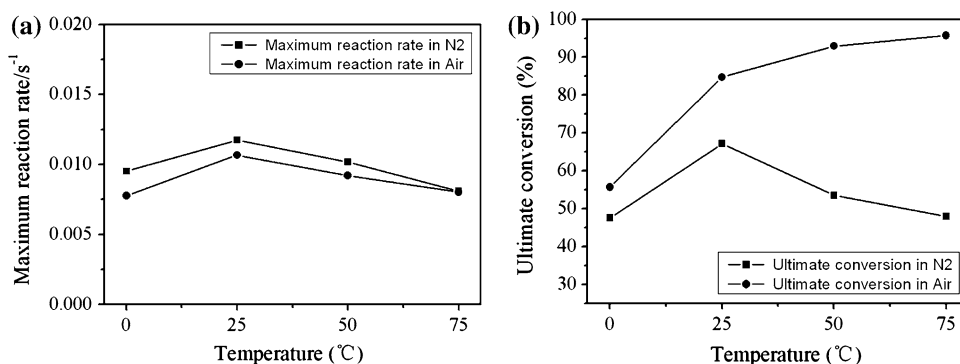 (a)
0.020
0.015
0.010
0.005
0.000
Maximum reaction rate/s⁻¹
Maximum reaction rate in N2
Maximum reaction rate in Air
0 25 50 75
Temperature (℃)
(b)
100
90
80
70
60
50
40
30
Ultimate conversion (%)
Ultimate conversion in N2
Ultimate conversion in Air
0 25 50 75
Temperature (℃)